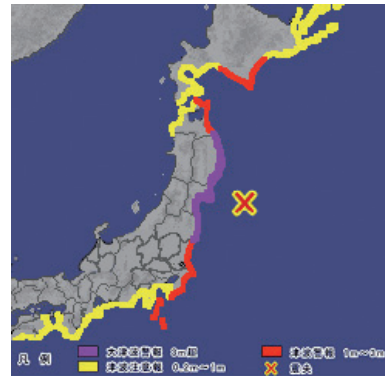 凡 例
大津波警報 3m超
津波警報 1m~3m
津波注意報 0.2m~1m
震央